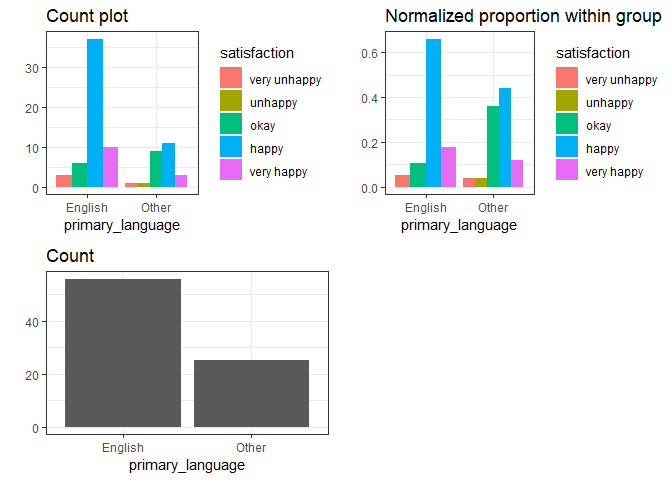 Count plot
satisfaction
very unhappy
unhappy
okay
happy
very happy
30
20
10
0
English Other
primary_language
Normalized proportion within group
satisfaction
very unhappy
unhappy
okay
happy
very happy
0.6
0.4
0.2
0.0
English Other
primary_language
Count
40
20
0
English Other
primary_language